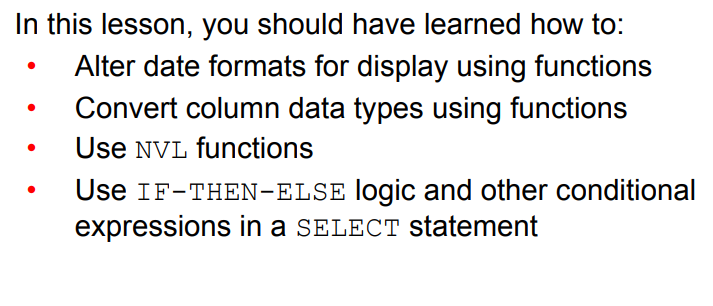 In this lesson, you should have learned how to:
• Alter date formats for display using functions
• Convert column data types using functions
• Use NVL functions
• Use IF-THEN-ELSE logic and other conditional
expressions in a SELECT statement